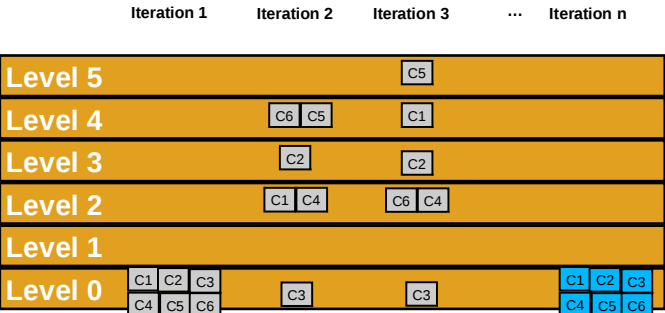 Iteration 1 Iteration 2 Iteration 3 ... Iteration n
Level 5 C5
Level 4 C6 C5 C1
Level 3 C2 C2
Level 2 C1 C4 C6 C4
Level 1
Level 0 C1 C2 C3 C3 C3 C1 C2 C3
C4 C5 C6 C4 C5 C6